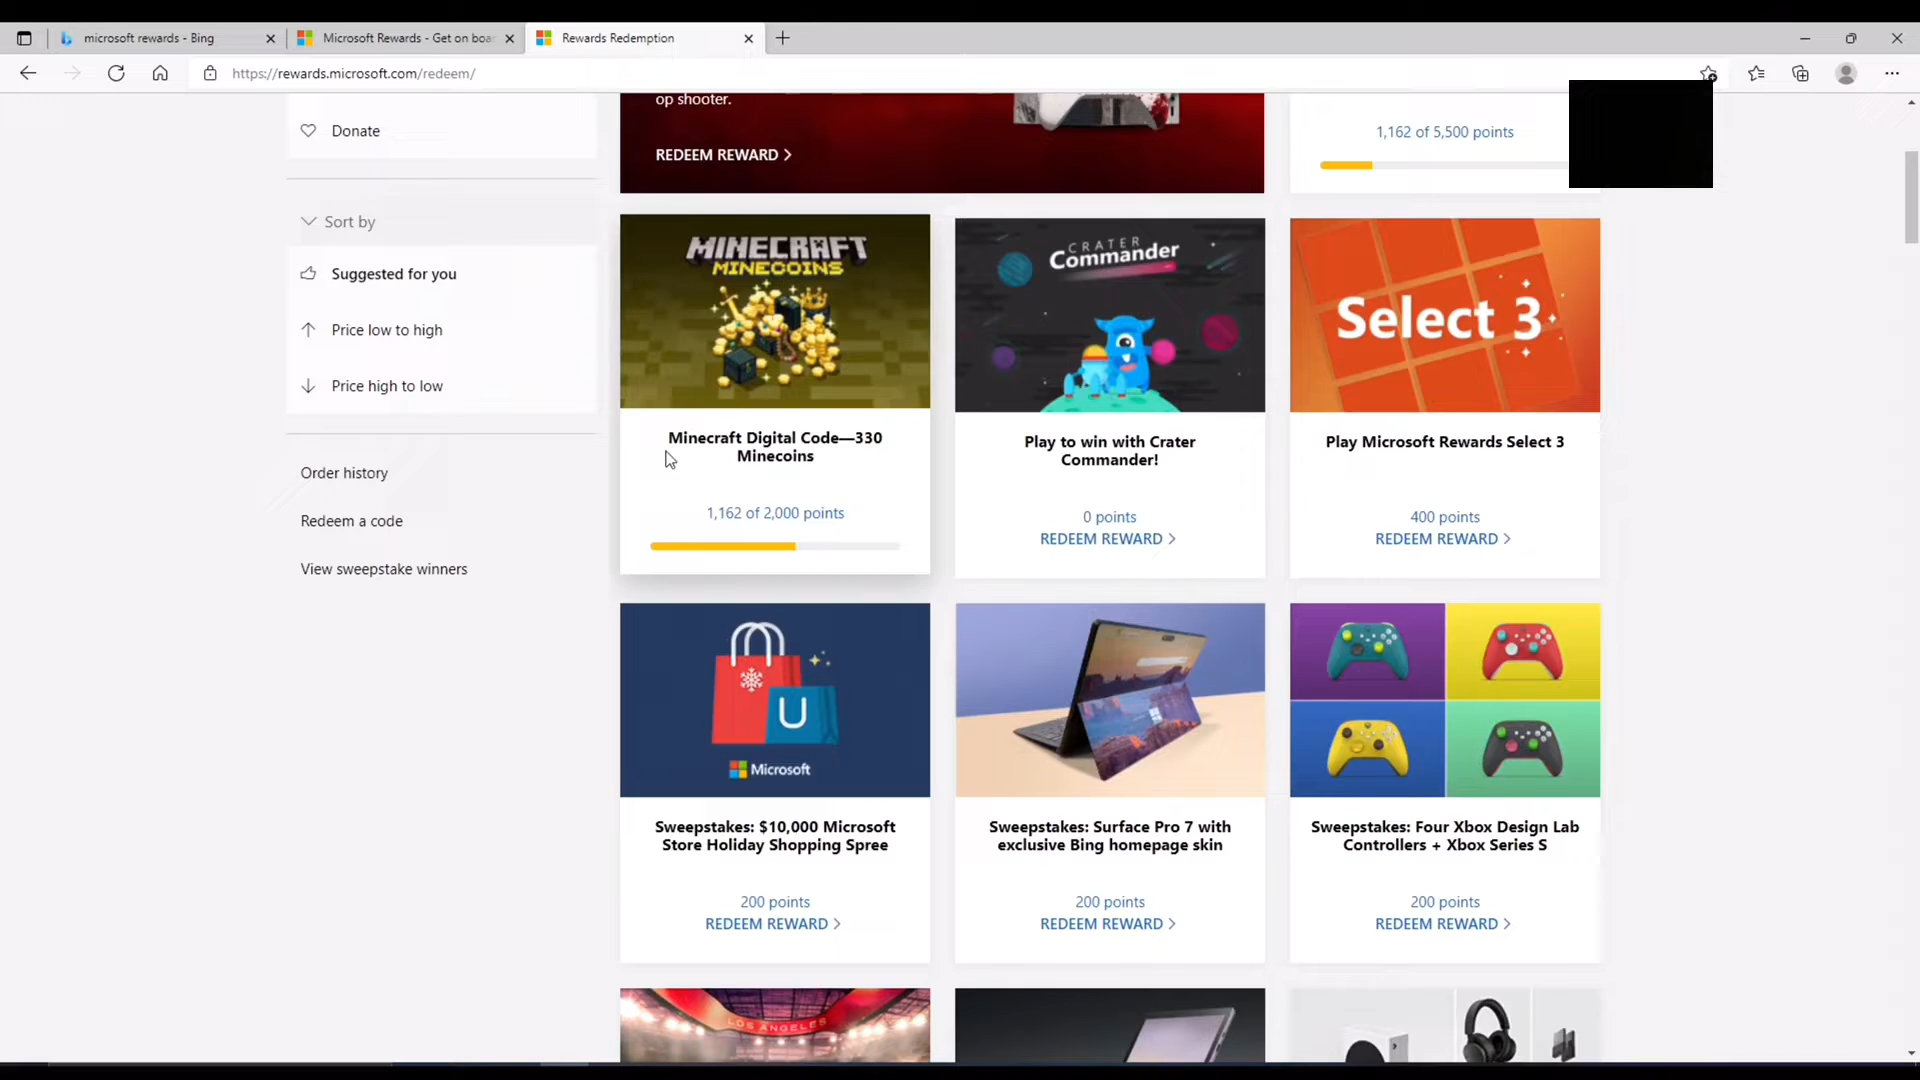 microsoft rewards - Bing
Microsoft Rewards - Get on boar
Rewards Redemption
https://rewards.microsoft.com/redeem/
op shooter.
REDEEM REWARD >
1,162 of 5,500 points
Donate
Sort by
Suggested for you
Price low to high
Price high to low
Order history
Redeem a code
View sweepstake winners
MINECRAFT
MINECOINS
Minecraft Digital Code—330
Minecoins
1,162 of 2,000 points
CRATER
Commander
Play to win with Crater
Commander!
0 points
REDEEM REWARD >
Select 3
Play Microsoft Rewards Select 3
400 points
REDEEM REWARD >
U
Microsoft
Sweepstakes: $10,000 Microsoft
Store Holiday Shopping Spree
200 points
REDEEM REWARD >
Sweepstakes: Surface Pro 7 with
exclusive Bing homepage skin
200 points
REDEEM REWARD >
Sweepstakes: Four Xbox Design Lab
Controllers + Xbox Series S
200 points
REDEEM REWARD >
LOS ANGELES